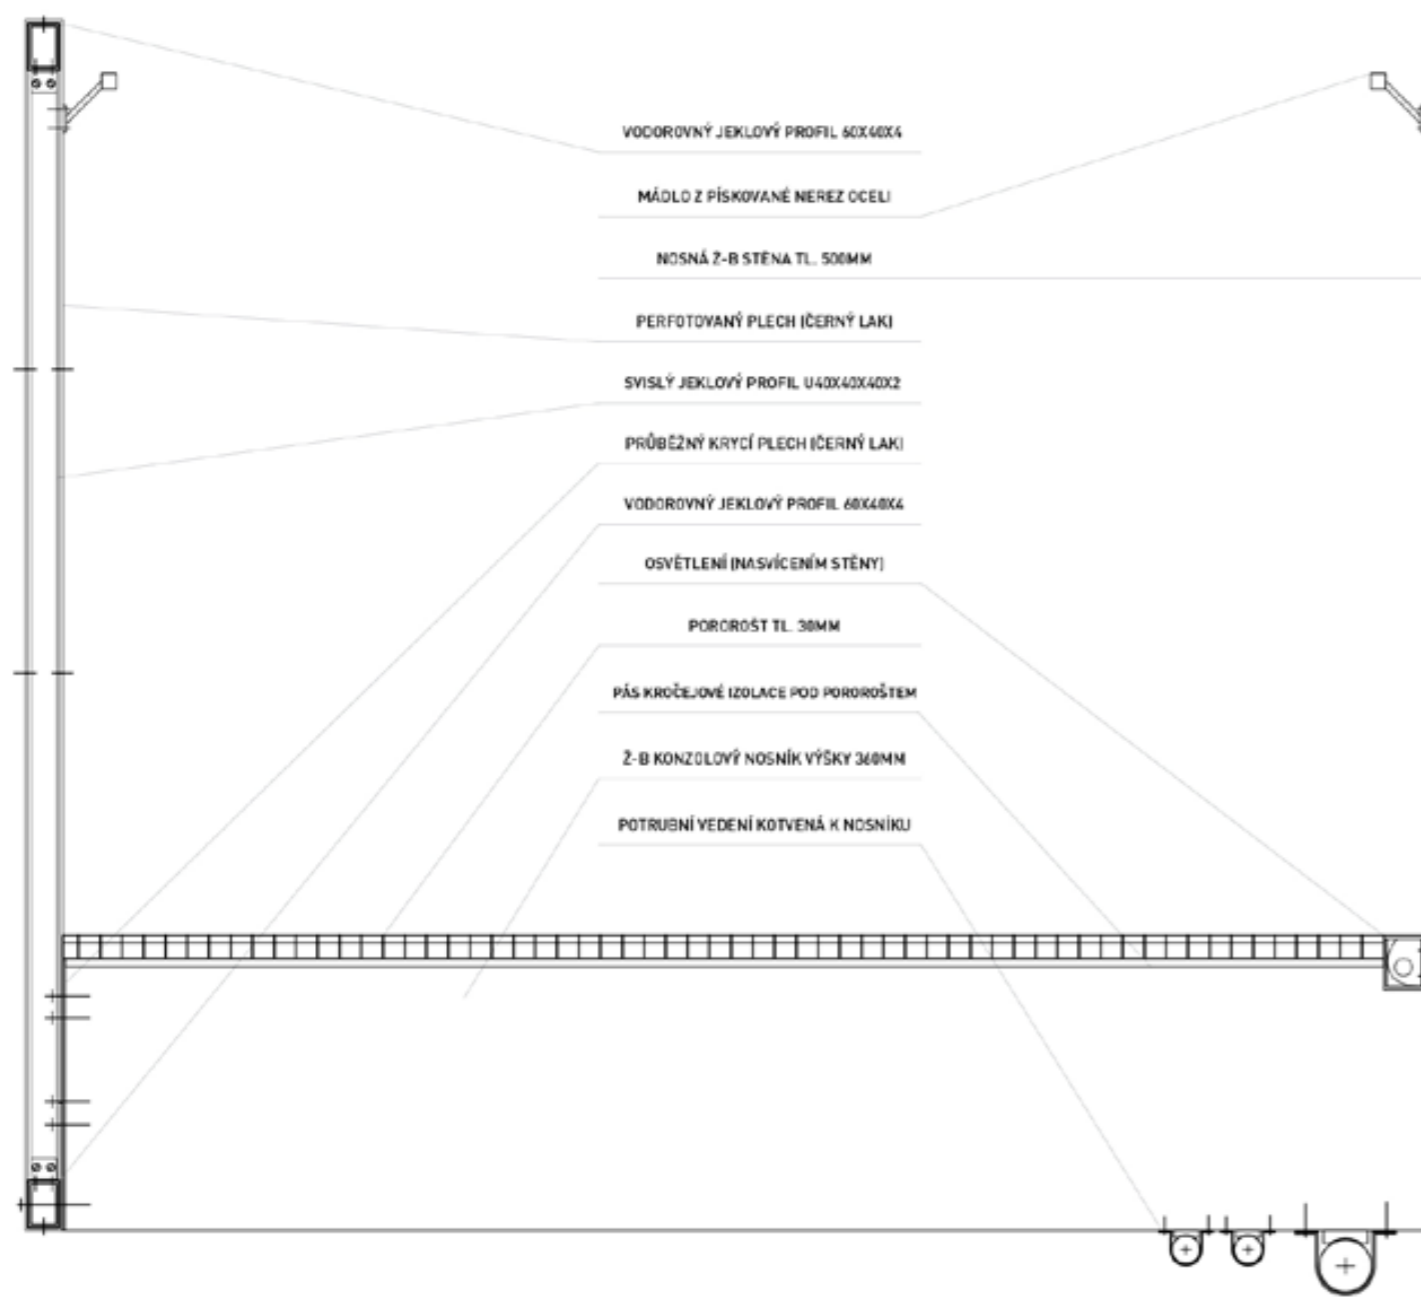 VODOROVNÝ JEKLOVÝ PROFIL 60X40X4
MÁDLO Z PÍSKOVANÉ NEREZ OCELI
NOSNÁ Ž-B STĚNA TL. 500MM
PERFOTOVANÝ PLECH (ČERNÝ LAK)
SVISLÝ JEKLOVÝ PROFIL U40X40X40X2
PRŮBĚŽNÝ KRYCÍ PLECH (ČERNÝ LAK)
VODOROVNÝ JEKLOVÝ PROFIL 60X40X4
OSVĚTLENÍ (NASVÍCENÍM STĚNY)
POROROŠT TL. 30MM
PÁS KROČEJOVÉ IZOLACE POD POROROŠTEM
Ž-B KONZOLOVÝ NOSNÍK VÝŠKY 360MM
POTRUBNÍ VEDENÍ KOTVENÁ K NOSNÍKU